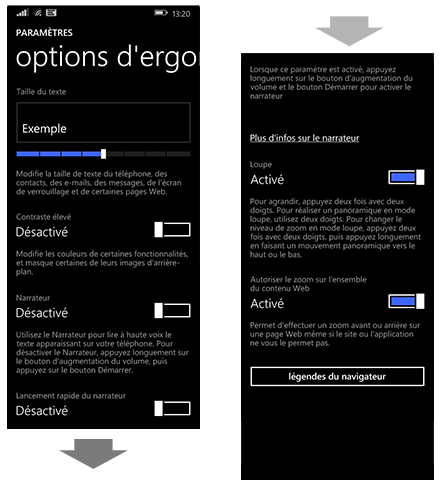 13:20
PARAMÈTRES
options d'ergon
Taille du texte
Exemple
Modifie la taille de texte du téléphone, des
contacts, des e-mails, des messages, de l'écran
de verrouillage et de certaines pages Web.
Contraste élevé
Désactivé
Modifie les couleurs de certaines fonctionnalités,
et masque certaines de leurs images d'arrière-
plan.
Narrateur
Désactivé
Utilisez le Narrateur pour lire à haute voix le
texte apparaissant sur votre téléphone. Pour
désactiver le Narrateur, appuyez longuement sur
le bouton d'augmentation du volume, puis
appuyez sur le bouton Démarrer.
Lancement rapide du narrateur
Désactivé
Lorsque ce paramètre est activé, appuyez
longuement sur le bouton d'augmentation du
volume et le bouton Démarrer pour activer le
narrateur
Plus d'infos sur le narrateur
Loupe
Activé
Pour agrandir, appuyez deux fois avec deux
doigts. Pour réaliser un panoramique en mode
loupe, utilisez deux doigts. Pour changer le
niveau de zoom en mode loupe, appuyez deux
fois avec deux doigts, puis appuyez longuement
en faisant un mouvement panoramique vers le
haut ou le bas.
Autoriser le zoom sur l'ensemble
du contenu Web
Activé
Permet d'effectuer un zoom avant ou arrière sur
une page Web même si le site ou l'application
ne vous le permet pas.
légendes du navigateur